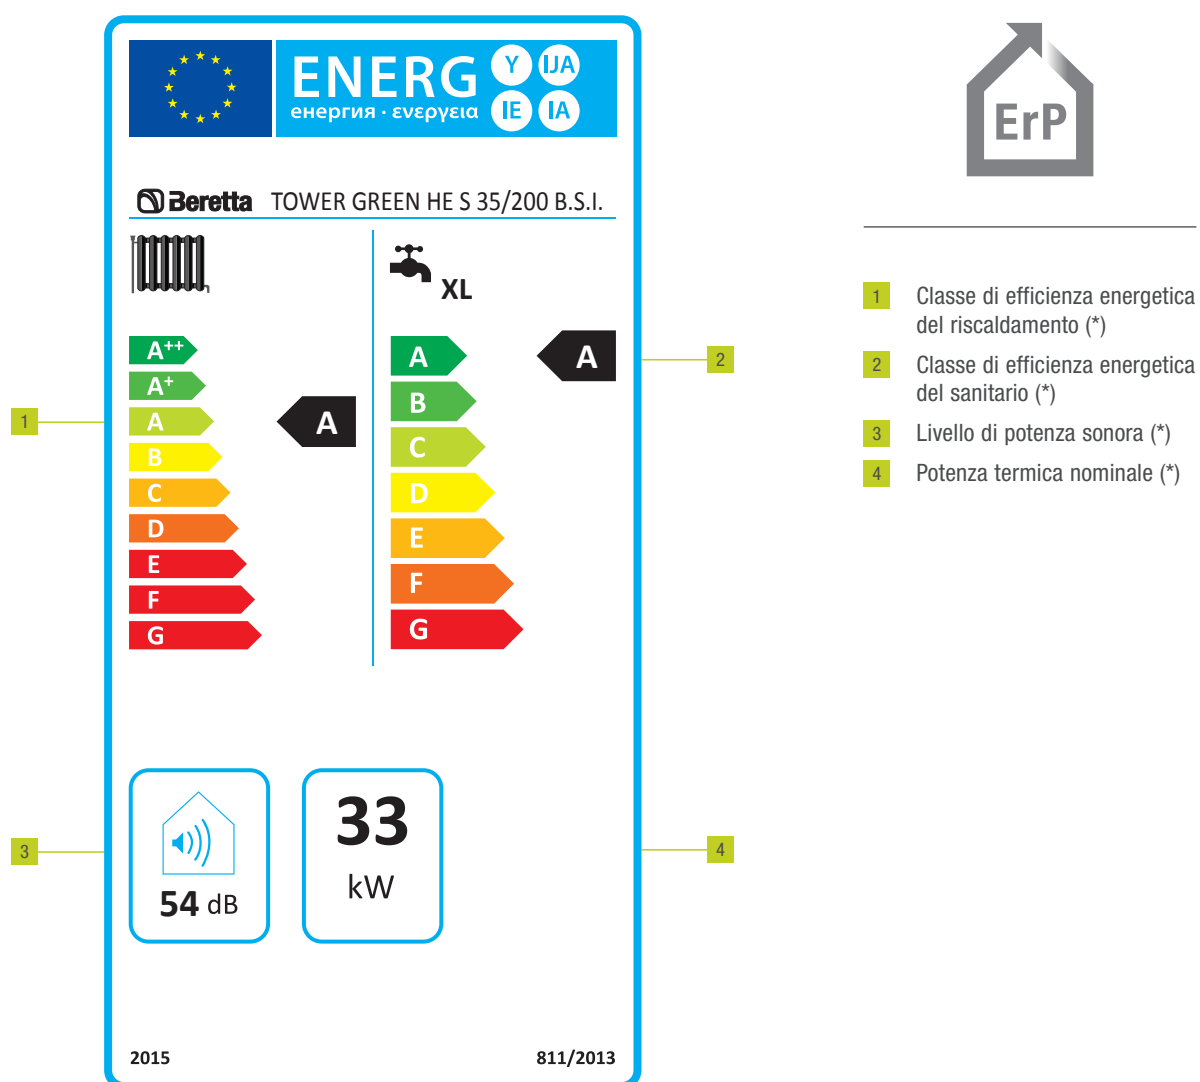 ENERG Y IJA
енергия · ενεργεια IE IA
Beretta TOWER GREEN HE S 35/200 B.S.I.
XL
A++
A+
A
B
C
D
E
F
G
A
A
B
C
D
E
F
G
A
1
2
3
4
54 dB
33
kW
2015 811/2013
ErP
1 Classe di efficienza energetica
del riscaldamento (*)
2 Classe di efficienza energetica
del sanitario (*)
3 Livello di potenza sonora (*)
4 Potenza termica nominale (*)